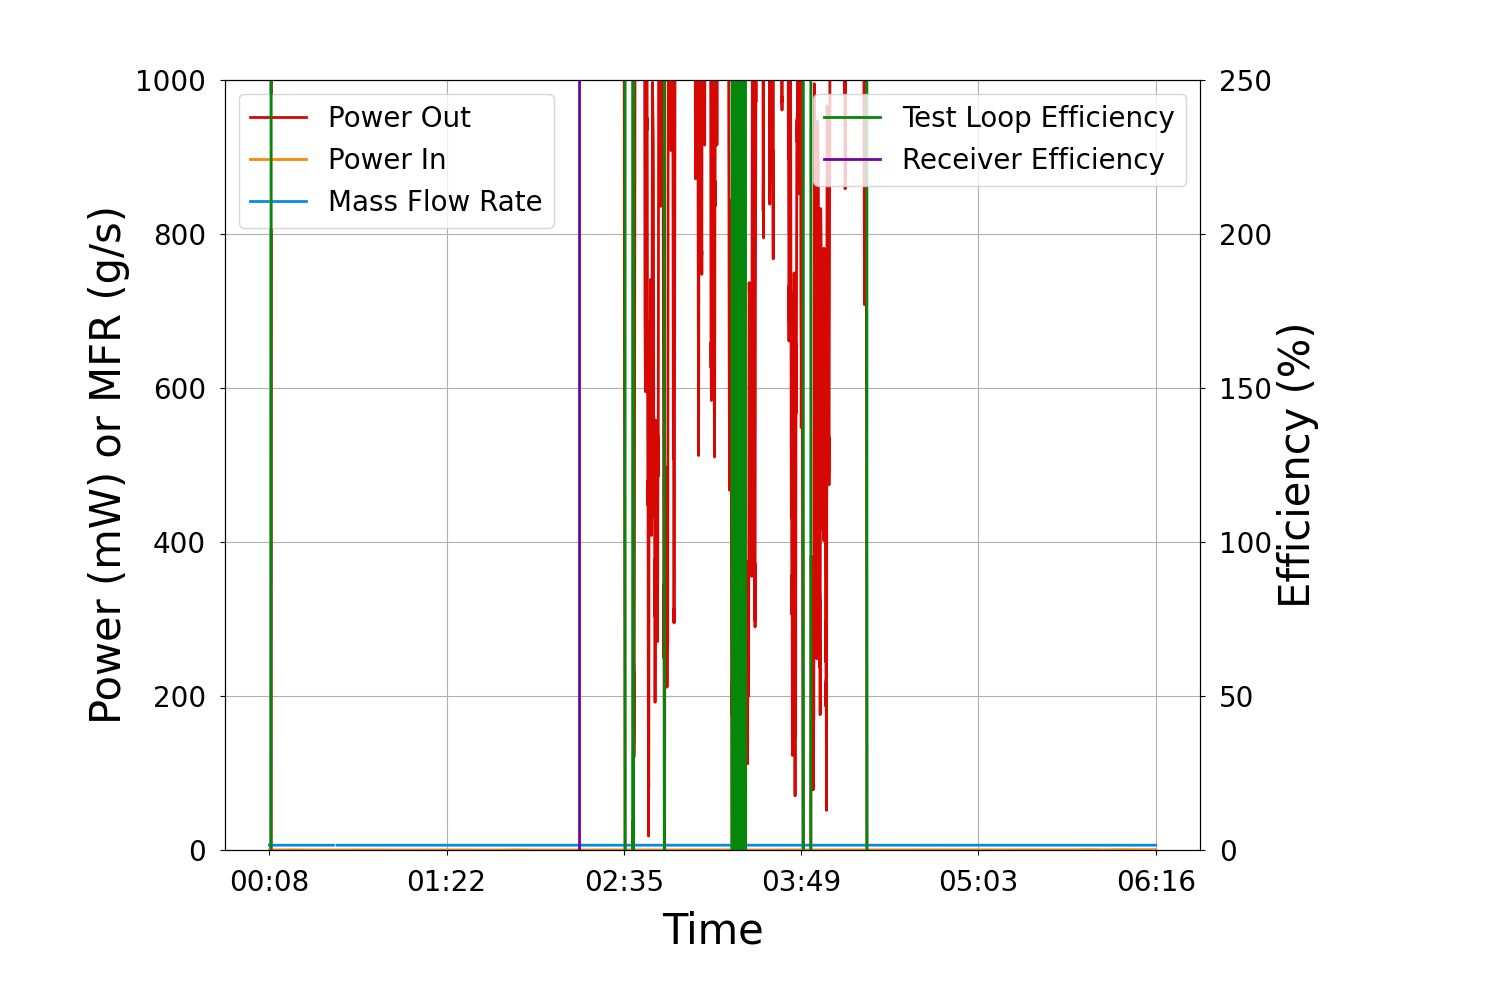 1000
800
600
400
200
0
Power (mW) or MFR (g/s)
Power Out
Power In
Mass Flow Rate
Test Loop Efficiency
Receiver Efficiency
250
200
150
100
50
0
Efficiency (%)
00:08 01:22 02:35 03:49 05:03 06:16
Time